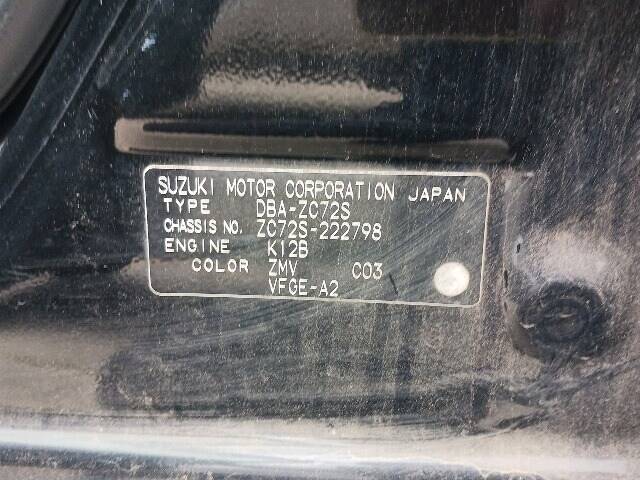 SUZUKI MOTOR CORPORATION JAPAN
TYPE DBA-ZC72S
CHASSIS NO. ZC72S-222798
ENGINE K12B
COLOR ZMV C03
VFGE-A2